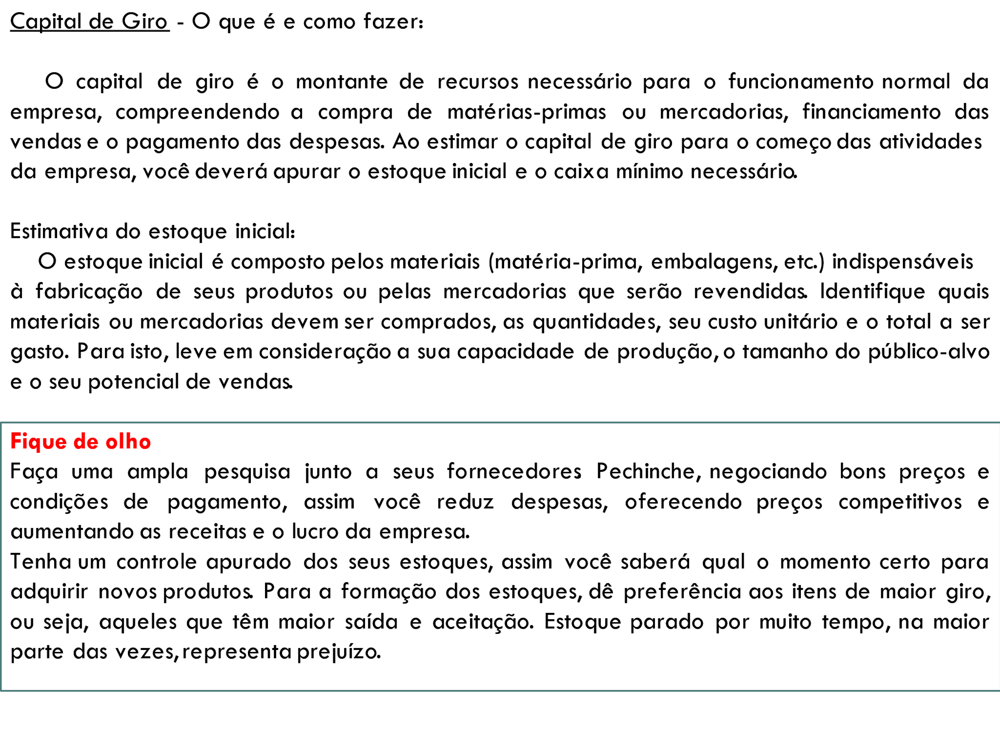 Capital de Giro - O que é e como fazer:
O capital de giro é o montante de recursos necessário para o funcionamento normal da
empresa, compreendendo a compra de matérias-primas ou mercadorias, financiamento das
vendas e o pagamento das despesas. Ao estimar o capital de giro para o começo das atividades
da empresa, você deverá apurar o estoque inicial e o caixa mínimo necessário.
Estimativa do estoque inicial:
O estoque inicial é composto pelos materiais (matéria-prima, embalagens, etc.) indispensáveis
à fabricação de seus produtos ou pelas mercadorias que serão revendidas. Identifique quais
materiais ou mercadorias devem ser comprados, as quantidades, seu custo unitário e o total a ser
gasto. Para isto, leve em consideração a sua capacidade de produção, o tamanho do público-alvo
e o seu potencial de vendas.
Fique de olho
Faça uma ampla pesquisa junto a seus fornecedores. Pechinche, negociando bons preços e
condições de pagamento, assim você reduz despesas, oferecendo preços competitivos e
aumentando as receitas e o lucro da empresa.
Tenha um controle apurado dos seus estoques, assim você saberá qual o momento certo para
adquirir novos produtos. Para a formação dos estoques, dê preferência aos itens de maior giro,
ou seja, aqueles que têm maior saída e aceitação. Estoque parado por muito tempo, na maior
parte das vezes, representa prejuízo.